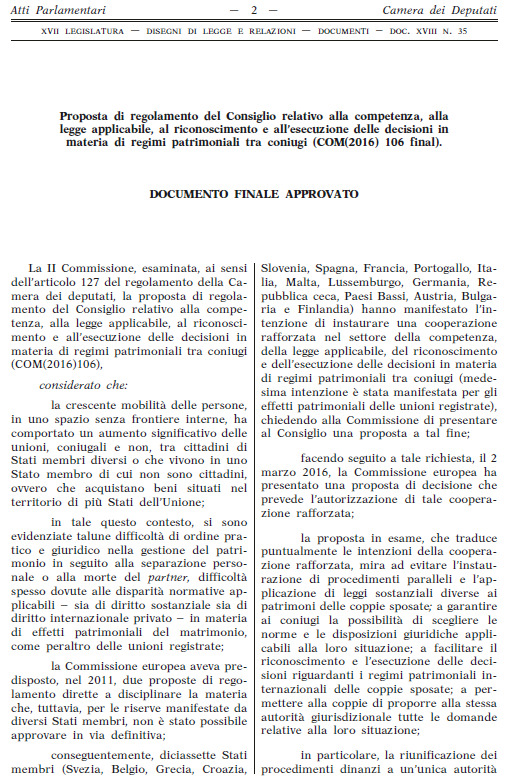 Atti Parlamentari — 2 — Camera dei Deputati
XVII LEGISLATURA — DISEGNI DI LEGGE E RELAZIONI — DOCUMENTI — DOC. XVIII N. 35
Proposta di regolamento del Consiglio relativo alla competenza, alla
legge applicabile, al riconoscimento e all'esecuzione delle decisioni in
materia di regimi patrimoniali tra coniugi (COM(2016) 106 final).
DOCUMENTO FINALE APPROVATO
La II Commissione, esaminata, ai sensi
dell'articolo 127 del regolamento della Ca-
mera dei deputati, la proposta di regola-
mento del Consiglio relativo alla compe-
tenza, alla legge applicabile, al riconosci-
mento e all'esecuzione delle decisioni in
materia di regimi patrimoniali tra coniugi
(COM(2016)106),
considerato che:
la crescente mobilità delle persone,
in uno spazio senza frontiere interne, ha
comportato un aumento significativo delle
unioni, coniugali e non, tra cittadini di
Stati membri diversi o che vivono in uno
Stato membro di cui non sono cittadini,
ovvero che acquistano beni situati nel
territorio di più Stati dell'Unione;
in tale questo contesto, si sono
evidenziate talune difficoltà di ordine pra-
tico e giuridico nella gestione del patri-
monio in seguito alla separazione perso-
nale o alla morte del partner, difficoltà
spesso dovute alle disparità normative ap-
plicabili – sia di diritto sostanziale sia di
diritto internazionale privato – in materia
di effetti patrimoniali del matrimonio,
come peraltro delle unioni registrate;
la Commissione europea aveva pre-
disposto, nel 2011, due proposte di rego-
lamento dirette a disciplinare la materia
che, tuttavia, per le riserve manifestate da
diversi Stati membri, non è stato possibile
approvare in via definitiva;
conseguentemente, diciassette Stati
membri (Svezia, Belgio, Grecia, Croazia,
Slovenia, Spagna, Francia, Portogallo, Ita-
lia, Malta, Lussemburgo, Germania, Re-
pubblica ceca, Paesi Bassi, Austria, Bulga-
ria e Finlandia) hanno manifestato l'in-
tenzione di instaurare una cooperazione
rafforzata nel settore della competenza,
della legge applicabile, del riconoscimento
e dell'esecuzione delle decisioni in materia
di regimi patrimoniali tra coniugi (mede-
sima intenzione è stata manifestata per gli
effetti patrimoniali delle unioni registrate),
chiedendo alla Commissione di presentare
al Consiglio una proposta a tal fine;
facendo seguito a tale richiesta, il 2
marzo 2016, la Commissione europea ha
presentato una proposta di decisione che
prevede l'autorizzazione di tale coopera-
zione rafforzata;
la proposta in esame, che traduce
puntualmente le intenzioni della coopera-
zione rafforzata, mira ad evitare l'instau-
razione di procedimenti paralleli e l'ap-
plicazione di leggi sostanziali diverse ai
patrimoni delle coppie sposate; a garantire
ai coniugi la possibilità di scegliere le
norme e le disposizioni giuridiche appli-
cabili alla loro situazione; a facilitare il
riconoscimento e l'esecuzione delle deci-
sioni riguardanti i regimi patrimoniali in-
ternazionali delle coppie sposate; a per-
mettere alla coppie di proporre alla stessa
autorità giurisdizionale tutte le domande
relative alla loro situazione;
in particolare, la riunificazione dei
procedimenti dinanzi a un'unica autorità